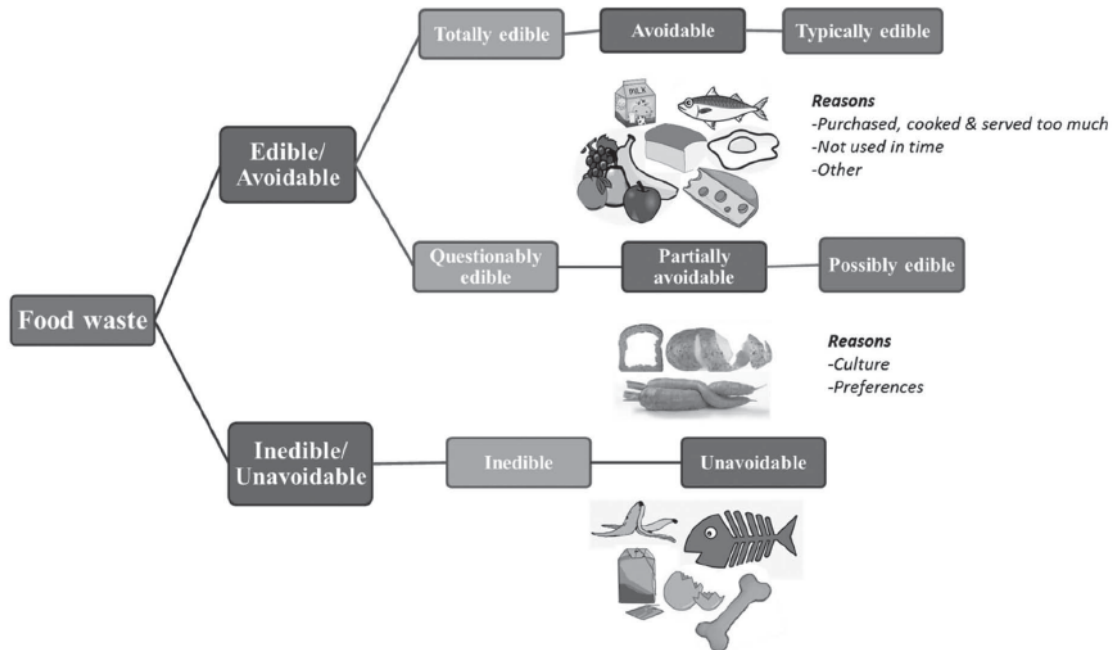 Totally edible
Avoidable
Typically edible
MILK
Reasons
-Purchased, cooked & served too much
-Not used in time
-Other
Edible/
Avoidable
Questionably
edible
Partially
avoidable
Possibly edible
Food waste
Reasons
-Culture
-Preferences
Inedible/
Unavoidable
Inedible
Unavoidable